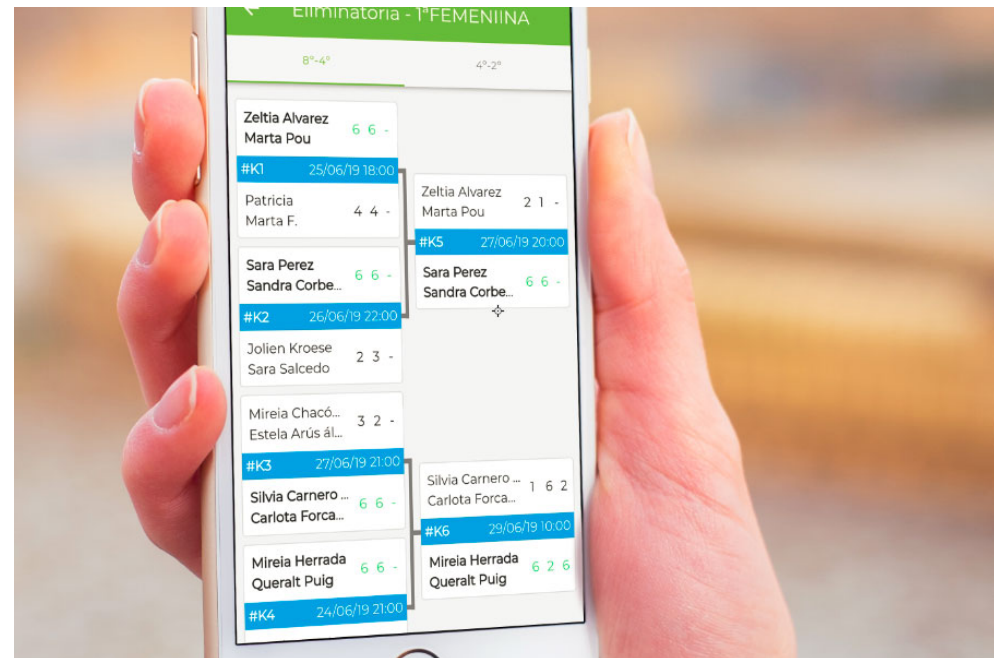 Eliminatoria - 1ªFEMENIINA
8º-4º
4º-2º
Zeltia Alvarez
Marta Pou
6 6 -
#K1 25/06/19 18:00
Patricia
Marta F.
4 4 -
Zeltia Alvarez
Marta Pou
2 1 -
#K5 27/06/19 20:00
Sara Perez
Sandra Corbe...
6 6 -
Sara Perez
Sandra Corbe...
6 6 -
#K2 26/06/19 22:00
Jolien Kroese
Sara Salcedo
2 3 -
Mireia Chacó...
Estela Arús ál...
3 2 -
#K3 27/06/19 21:00
Silvia Carnero ...
Carlota Forca...
6 6 -
Silvia Carnero ...
Carlota Forca...
1 6 2
#K6 29/06/19 10:00
Mireia Herrada
Queralt Puig
6 2 6
Mireia Herrada
Queralt Puig
6 6 -
#K4 24/06/19 21:00